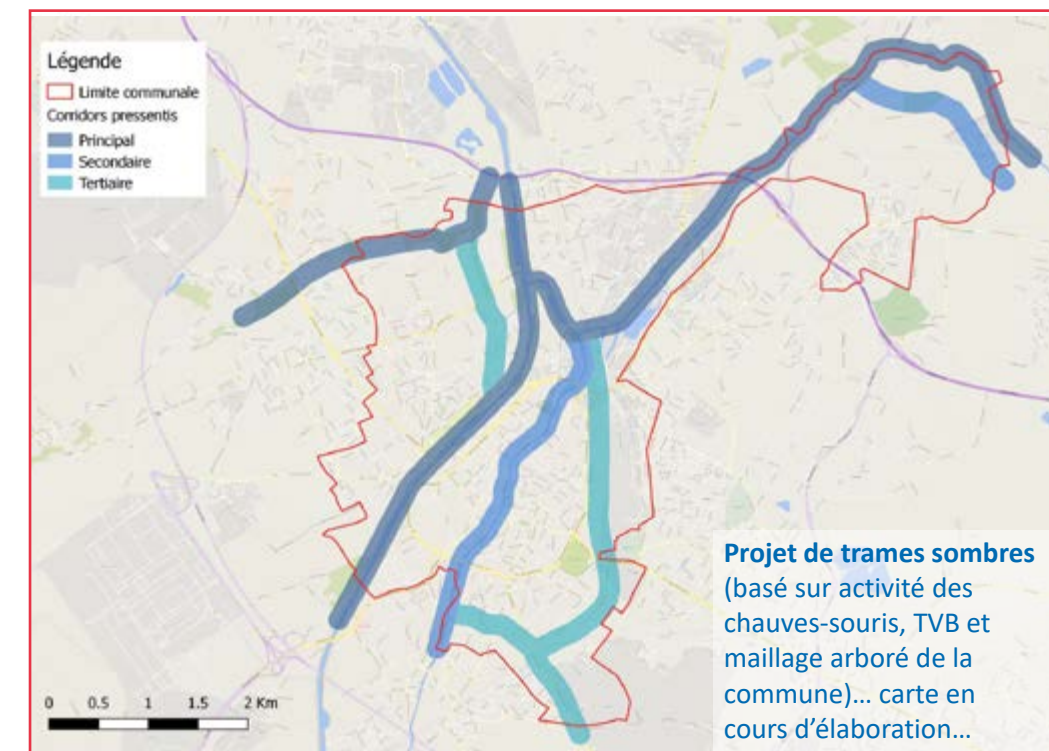 Légende
Limite communale
Corridors pressentis
Principal
Secondaire
Tertiaire
0 0.5 1 1.5 2 Km
Projet de trames sombres
(basé sur activité des
chauves-souris, TVB et
maillage arboré de la
commune)… carte en
cours d’élaboration…